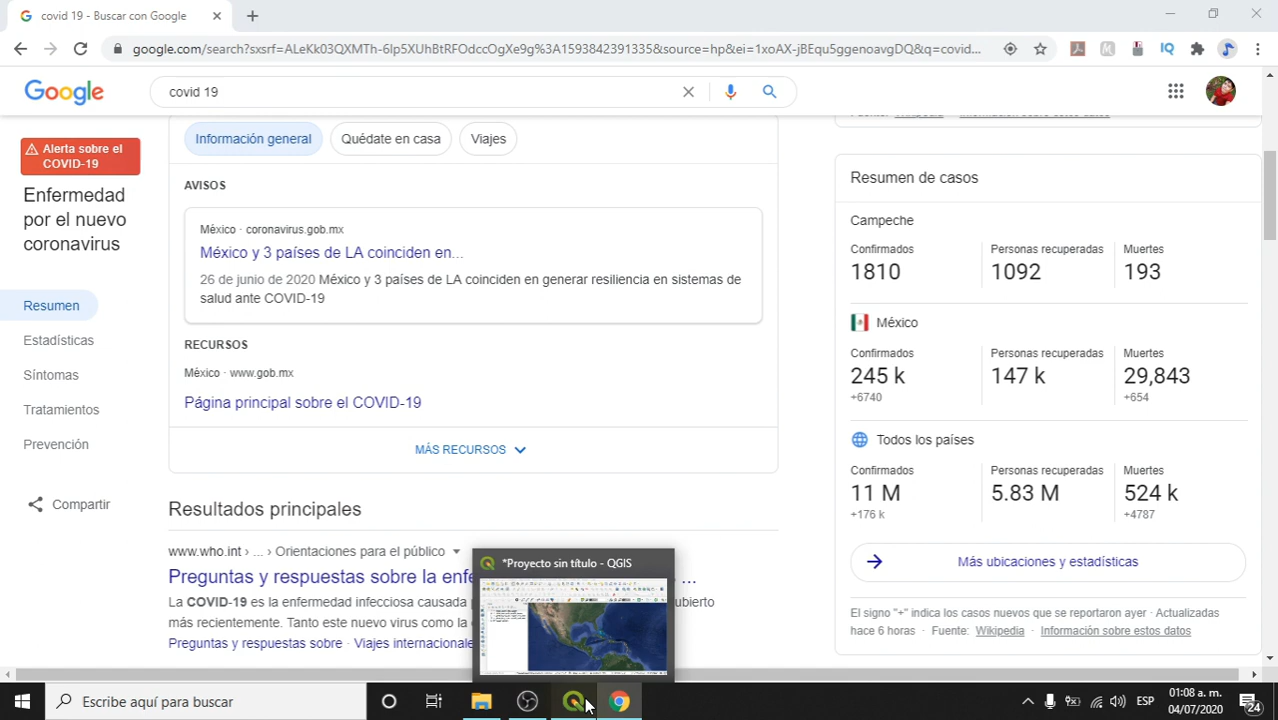 covid 19 - Buscar con Google
google.com/search?sxsrf=ALeKk03QXMTh-6Ip5XUhBtRFOdccOgXe9g%3A1593842391335&source=hp&ei=1xoAX-jBEqu5ggenoavgDQ&q=covid...
Google
covid 19
Alerta sobre el
COVID-19
Enfermedad
por el nuevo
coronavirus
Resumen
Estadísticas
Síntomas
Tratamientos
Prevención
Compartir
Información general
Quédate en casa
Viajes
AVISOS
México · coronavirus.gob.mx
México y 3 países de LA coinciden en...
26 de junio de 2020 México y 3 países de LA coinciden en generar resiliencia en sistemas de
salud ante COVID-19
RECURSOS
México · www.gob.mx
Página principal sobre el COVID-19
MÁS RECURSOS
Resultados principales
www.who.int › ... › Orientaciones para el público
Preguntas y respuestas sobre la enfe ...
La COVID-19 es la enfermedad infecciosa causada ubierto
más recientemente. Tanto este nuevo virus como la
Preguntas y respuestas · Viajes internacionale
*Proyecto sin título - QGIS
Fuente: Wikipedia · Información sobre estos datos
Resumen de casos
Campeche
Confirmados Personas recuperadas Muertes
1810 1092 193
México
Confirmados Personas recuperadas Muertes
245 k 147 k 29,843
+6740 +654
Todos los países
Confirmados Personas recuperadas Muertes
11 M 5.83 M 524 k
+176 k +4787
Más ubicaciones y estadísticas
El signo "+" indica los casos nuevos que se reportaron ayer · Actualizadas
hace 6 horas · Fuente: Wikipedia · Información sobre estos datos
Escribe aquí para buscar
ESP
01:08 a. m.
04/07/2020
24